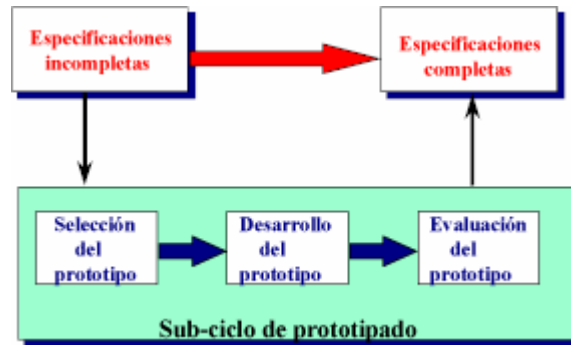 Especificaciones
incompletas
Especificaciones
completas
Selección
del
prototipo
Desarrollo
del
prototipo
Evaluación
del
prototipo
Sub-ciclo de prototipado